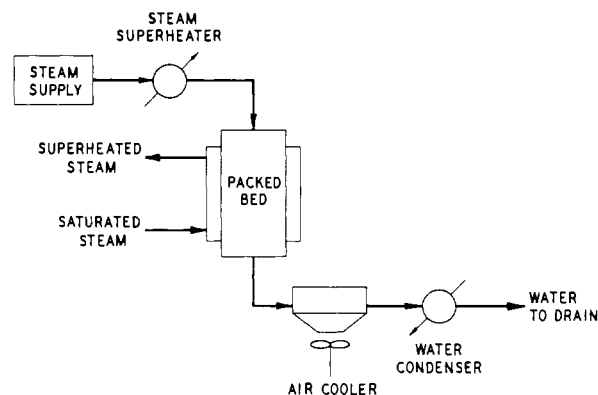 STEAM
SUPERHEATER
STEAM
SUPPLY
SUPERHEATED
STEAM
PACKED
BED
SATURATED
STEAM
WATER
TO DRAIN
WATER
CONDENSER
AIR COOLER